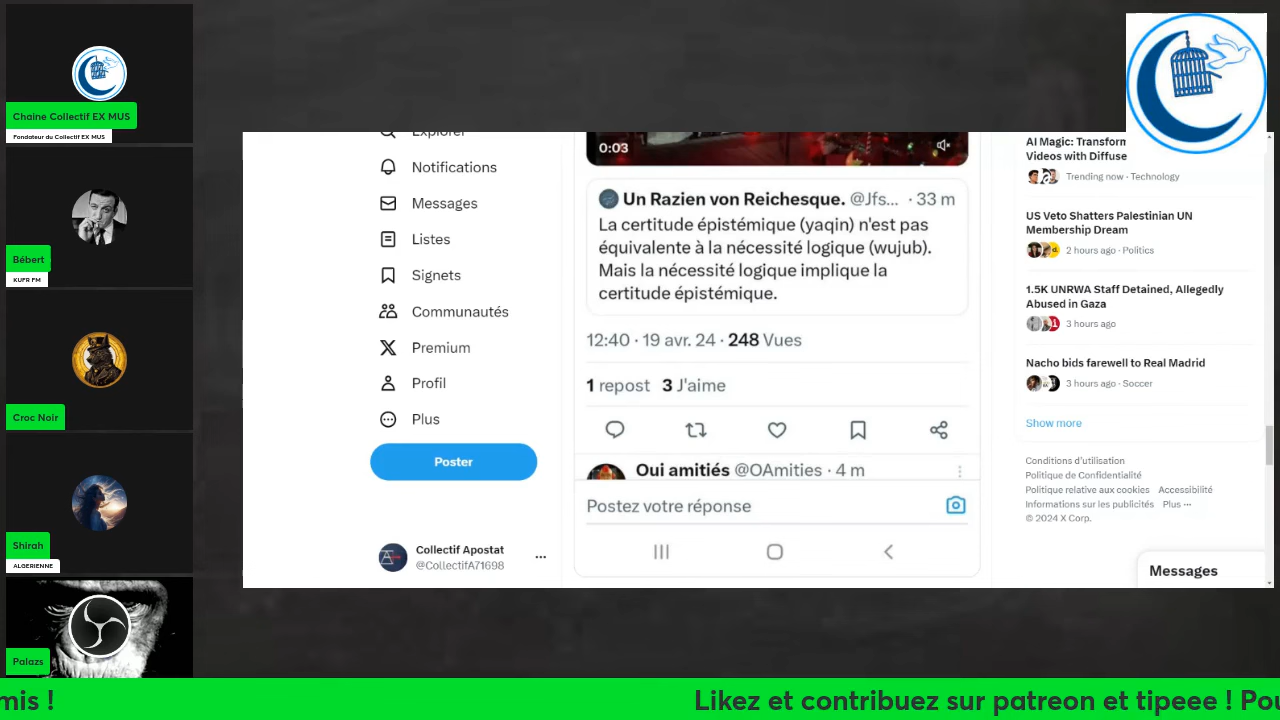 Chaine Collectif EX MUS
Fondateur du Collectif EX MUS
Bébert
KUFR FM
Croc Noir
Shirah
ALGERIENNE
Palazs
Explorer
Notifications
Messages
Listes
Signets
Communautés
Premium
Profil
Plus
Poster
Collectif Apostat
@CollectifA71698
0:03
Un Razien von Reichesque. @Jfs... · 33 m
La certitude épistémique (yaqin) n'est pas
équivalente à la nécessité logique (wujub).
Mais la nécessité logique implique la
certitude épistémique.
12:40 · 19 avr. 24 · 248 Vues
1 repost 3 J'aime
Oui amitiés @OAmities · 4 m
Postez votre réponse
AI Magic: Transform
Videos with Diffuse
Trending now · Technology
US Veto Shatters Palestinian UN
Membership Dream
2 hours ago · Politics
1.5K UNRWA Staff Detained, Allegedly
Abused in Gaza
3 hours ago
Nacho bids farewell to Real Madrid
3 hours ago · Soccer
Show more
Conditions d'utilisation
Politique de Confidentialité
Politique relative aux cookies Accessibilité
Informations sur les publicités Plus ···
© 2024 X Corp.
Messages
mis ! Likez et contribuez sur patreon et tipeee ! Pou